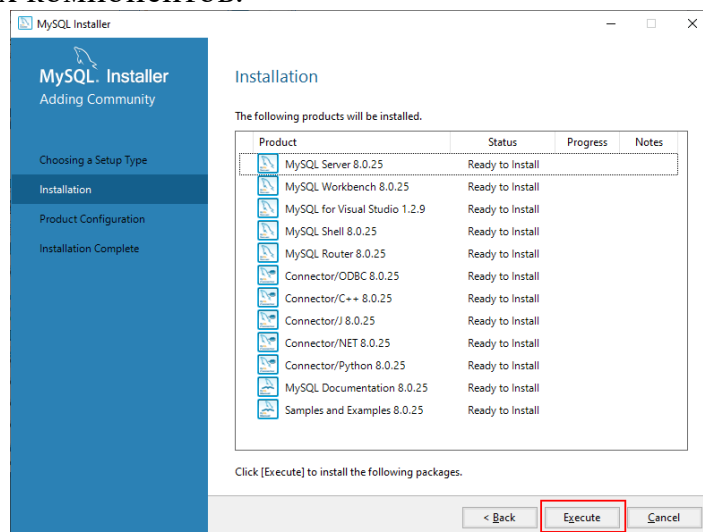 х компонентов.
MySQL Installer
MySQL. Installer
Adding Community
Choosing a Setup Type
Installation
Product Configuration
Installation Complete
Installation
The following products will be installed.
Product Status Progress Notes
MySQL Server 8.0.25 Ready to Install
MySQL Workbench 8.0.25 Ready to Install
MySQL for Visual Studio 1.2.9 Ready to Install
MySQL Shell 8.0.25 Ready to Install
MySQL Router 8.0.25 Ready to Install
Connector/ODBC 8.0.25 Ready to Install
Connector/C++ 8.0.25 Ready to Install
Connector/J 8.0.25 Ready to Install
Connector/NET 8.0.25 Ready to Install
Connector/Python 8.0.25 Ready to Install
MySQL Documentation 8.0.25 Ready to Install
Samples and Examples 8.0.25 Ready to Install
Click [Execute] to install the following packages.
< Back Execute Cancel